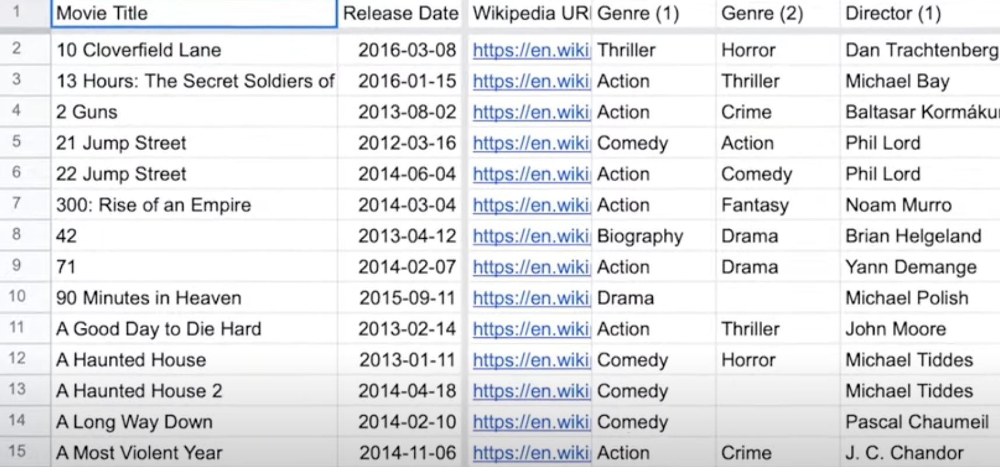 1 Movie Title Release Date Wikipedia URL Genre (1) Genre (2) Director (1)
2 10 Cloverfield Lane 2016-03-08 https://en.wiki Thriller Horror Dan Trachtenberg
3 13 Hours: The Secret Soldiers of 2016-01-15 https://en.wiki Action Thriller Michael Bay
4 2 Guns 2013-08-02 https://en.wiki Action Crime Baltasar Kormákur
5 21 Jump Street 2012-03-16 https://en.wiki Comedy Action Phil Lord
6 22 Jump Street 2014-06-04 https://en.wiki Action Comedy Phil Lord
7 300: Rise of an Empire 2014-03-04 https://en.wiki Action Fantasy Noam Murro
8 42 2013-04-12 https://en.wiki Biography Drama Brian Helgeland
9 71 2014-02-07 https://en.wiki Action Drama Yann Demange
10 90 Minutes in Heaven 2015-09-11 https://en.wiki Drama Michael Polish
11 A Good Day to Die Hard 2013-02-14 https://en.wiki Action Thriller John Moore
12 A Haunted House 2013-01-11 https://en.wiki Comedy Horror Michael Tiddes
13 A Haunted House 2 2014-04-18 https://en.wiki Comedy Michael Tiddes
14 A Long Way Down 2014-02-10 https://en.wiki Comedy Pascal Chaumeil
15 A Most Violent Year 2014-11-06 https://en.wiki Action Crime J. C. Chandor